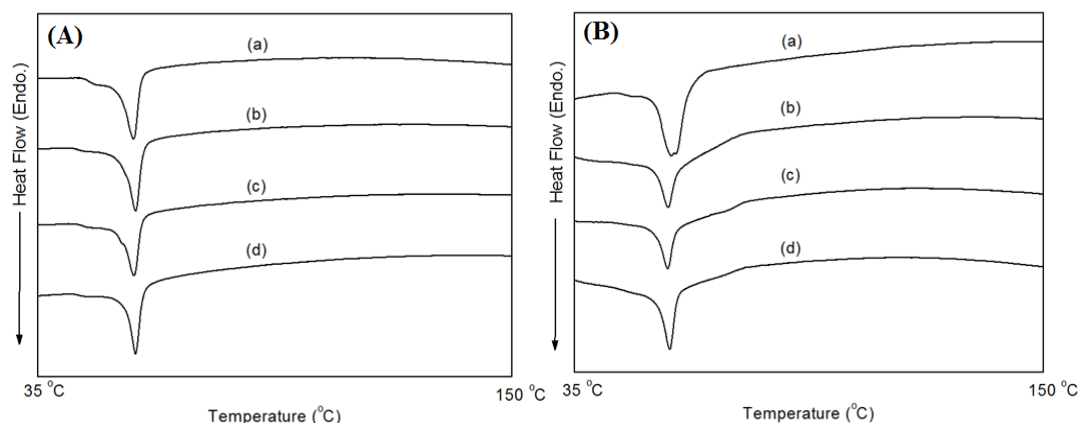 (A)
(a)
(b)
(c)
(d)
Heat Flow (Endo.)
35 °C
150 °C
Temperature (°C)
(B)
(a)
(b)
(c)
(d)
Heat Flow (Endo.)
35 °C
150 °C
Temperature (°C)